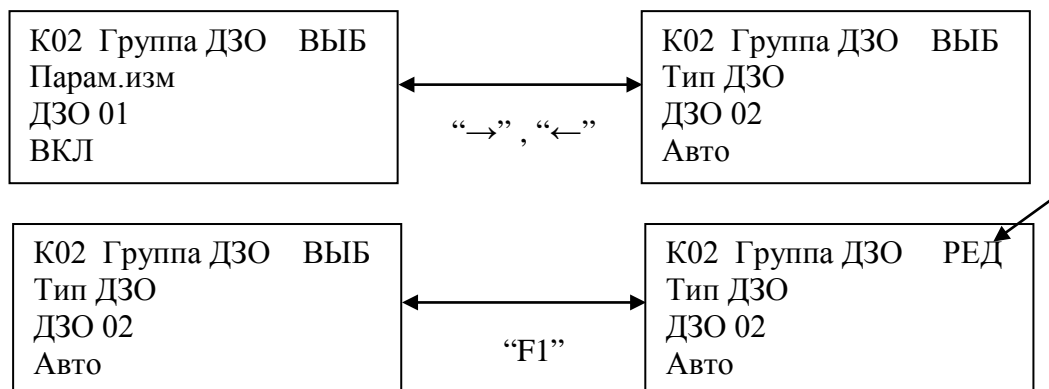 К02 Группа ДЗО ВЫБ
Парам.изм
ДЗО 01
ВКЛ
“→” , “←”
К02 Группа ДЗО ВЫБ
Тип ДЗО
ДЗО 02
Авто
К02 Группа ДЗО ВЫБ
Тип ДЗО
ДЗО 02
Авто
“F1”
К02 Группа ДЗО РЕД
Тип ДЗО
ДЗО 02
Авто